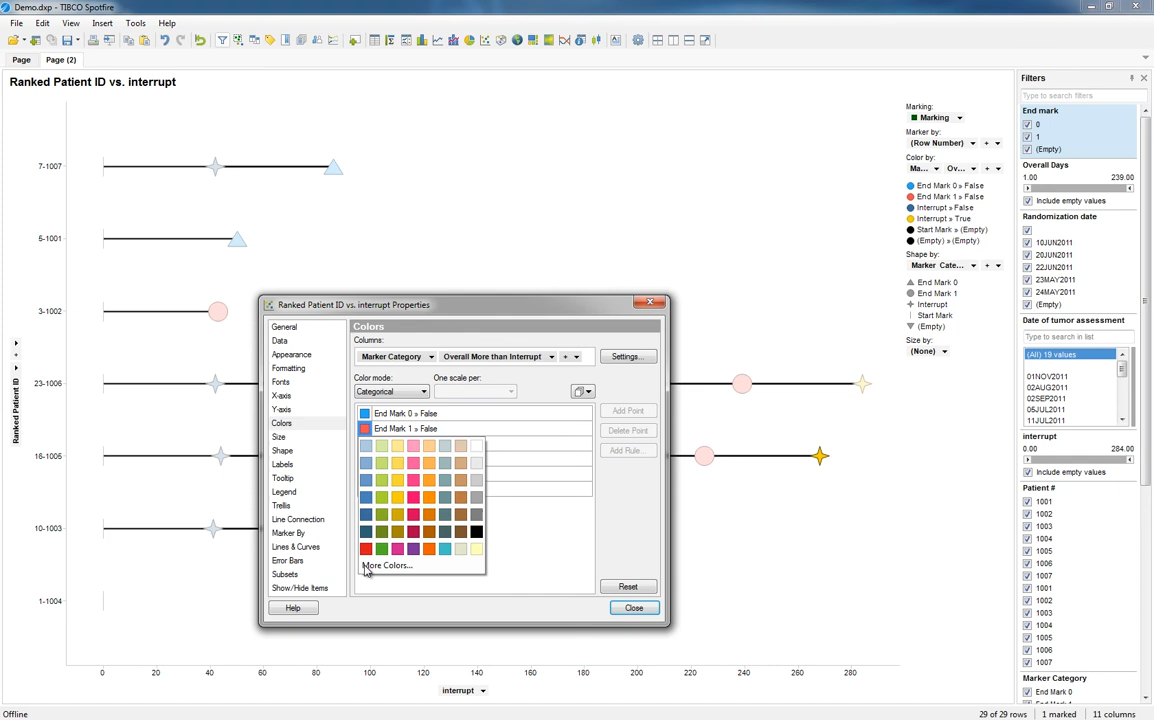 Demo.dxp - TIBCO Spotfire
File Edit View Insert Tools Help
Page Page (2)
Ranked Patient ID vs. interrupt
7-1007
5-1001
3-1002
23-1006
16-1005
10-1003
1-1004
Ranked Patient ID
0 20 40 60 80 100 120 140 160 180 200 220 240 260 280
interrupt
Marking:
Marking
Marker by:
(Row Number)
Color by:
Ma... Ov...
End Mark 0 » False
End Mark 1 » False
Interrupt » False
Interrupt » True
Start Mark » (Empty)
(Empty) » (Empty)
Shape by:
Marker Cate...
End Mark 0
End Mark 1
Interrupt
Start Mark
(Empty)
Size by:
(None)
Ranked Patient ID vs. interrupt Properties
General
Data
Appearance
Formatting
Fonts
X-axis
Y-axis
Colors
Size
Shape
Labels
Tooltip
Legend
Trellis
Line Connection
Marker By
Lines & Curves
Error Bars
Subsets
Show/Hide Items
Help
Colors
Columns:
Marker Category Overall More than Interrupt +
Settings...
Color mode: One scale per:
Categorical
End Mark 0 » False
End Mark 1 » False
More Colors...
Add Point
Delete Point
Add Rule...
Reset
Close
Filters
Type to search filters
End mark
0
1
(Empty)
Overall Days
1.00 239.00
Include empty values
Randomization date
10JUN2011
20JUN2011
22JUN2011
23MAY2011
24MAY2011
(Empty)
Date of tumor assessment
Type to search in list
(All) 19 values
01NOV2011
02AUG2011
02SEP2011
05JUL2011
11JUL2011
interrupt
0.00 284.00
Include empty values
Patient #
1001
1002
1003
1004
1005
1006
1007
1001
1002
1003
1004
1005
1006
1007
Marker Category
End Mark 0
Offline
29 of 29 rows 1 marked 11 columns